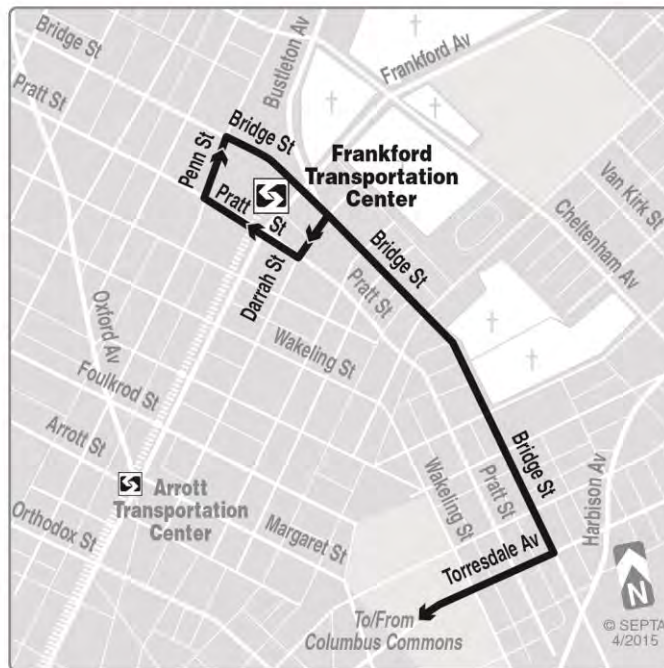 Bridge St
Pratt St
Bustleton Av
Frankford Av
Penn St
Bridge St
Frankford
Transportation
Center
Pratt St
Darrah St
Bridge St
Van Kirk St
Cheltenham Av
Pratt St
Oxford Av
Wakeling St
Foulkrod St
Arrott St
Arrott
Transportation
Center
Orthodox St
Margaret St
Wakeling St
Pratt St
Bridge St
Harbison Av
Torresdale Av
To/From
Columbus Commons
N
© SEPTA
4/2015